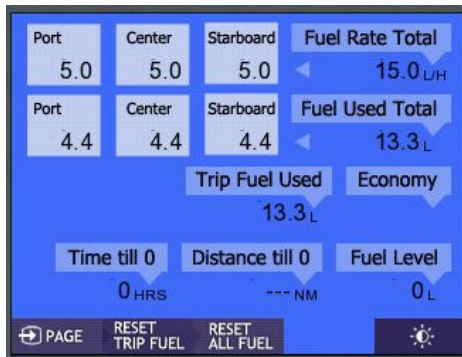 Port Center Starboard Fuel Rate Total
5.0 5.0 5.0 15.0 L/H
Port Center Starboard Fuel Used Total
4.4 4.4 4.4 13.3 L
Trip Fuel Used Economy
13.3 L
Time till 0 Distance till 0 Fuel Level
0 HRS --- NM 0 L
PAGE RESET TRIP FUEL RESET ALL FUEL